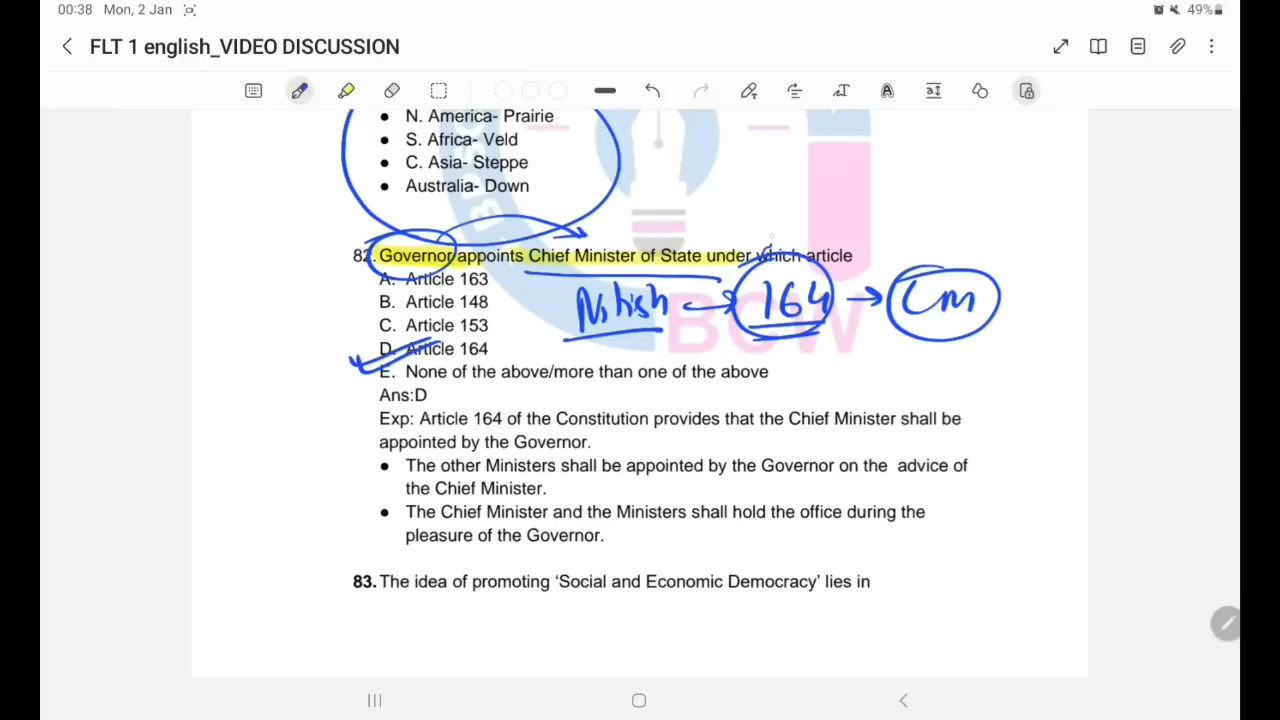 00:38 Mon, 2 Jan
49%
FLT 1 english_VIDEO DISCUSSION
• N. America- Prairie
• S. Africa- Veld
• C. Asia- Steppe
• Australia- Down
82. Governor appoints Chief Minister of State under which article
A. Article 163
B. Article 148
C. Article 153
D. Article 164
E. None of the above/more than one of the above
Nitish 164 → Cm
BCW
Ans:D
Exp: Article 164 of the Constitution provides that the Chief Minister shall be
appointed by the Governor.
• The other Ministers shall be appointed by the Governor on the advice of
the Chief Minister.
• The Chief Minister and the Ministers shall hold the office during the
pleasure of the Governor.
83. The idea of promoting ‘Social and Economic Democracy’ lies in